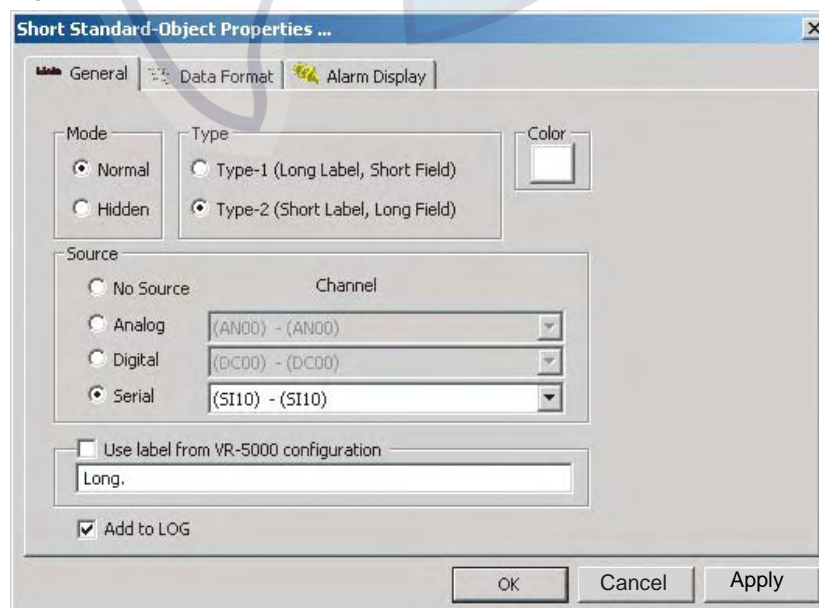 Short Standard-Object Properties ...
General
Data Format
Alarm Display
Mode
Normal
Hidden
Type
Type-1 (Long Label, Short Field)
Type-2 (Short Label, Long Field)
Color
Source
No Source
Channel
Analog
(AN00) - (AN00)
Digital
(DC00) - (DC00)
Serial
(SI10) - (SI10)
Use label from VR-5000 configuration
Long.
Add to LOG
OK
Cancel
Apply